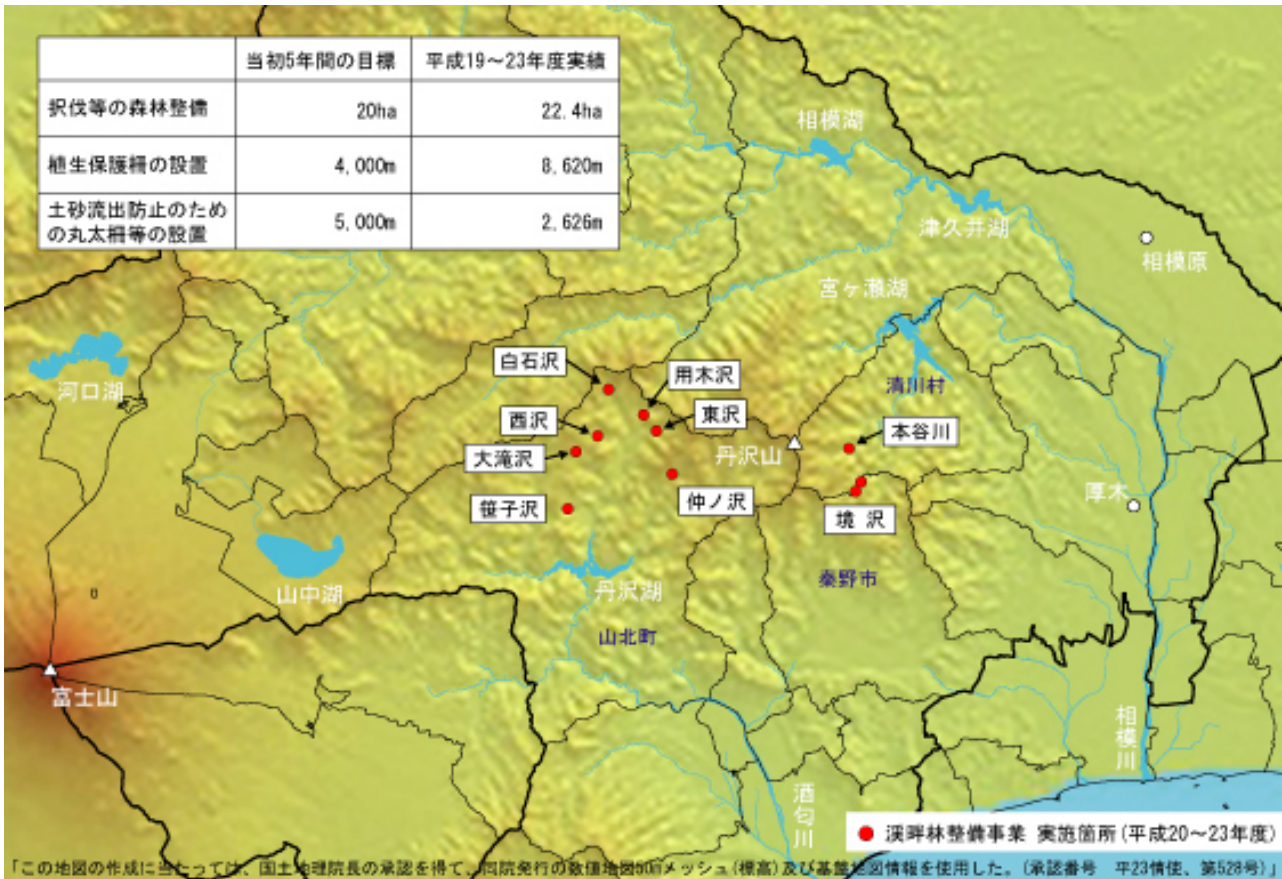 当初5年間の目標 平成19～23年度実績
択伐等の森林整備 20ha 22.4ha
植生保護柵の設置 4,000m 8,620m
土砂流出防止のため
の丸太柵等の設置 5,000m 2,626m
相模湖
津久井湖
相模原
宮ヶ瀬湖
河口湖
白石沢
用木沢
清川村
西沢
東沢
本谷川
大滝沢
丹沢山
笹子沢
仲ノ沢
境 沢
厚木
山中湖
丹沢湖
秦野市
山北町
富士山
相模川
酒匂川
渓畔林整備事業 実施箇所(平成20～23年度)
「この地図の作成に当たっては、国土地理院長の承認を得て、同院発行の数値地図50mメッシュ(標高)及び基盤地図情報を使用した。(承認番号 平23情使、第528号)」